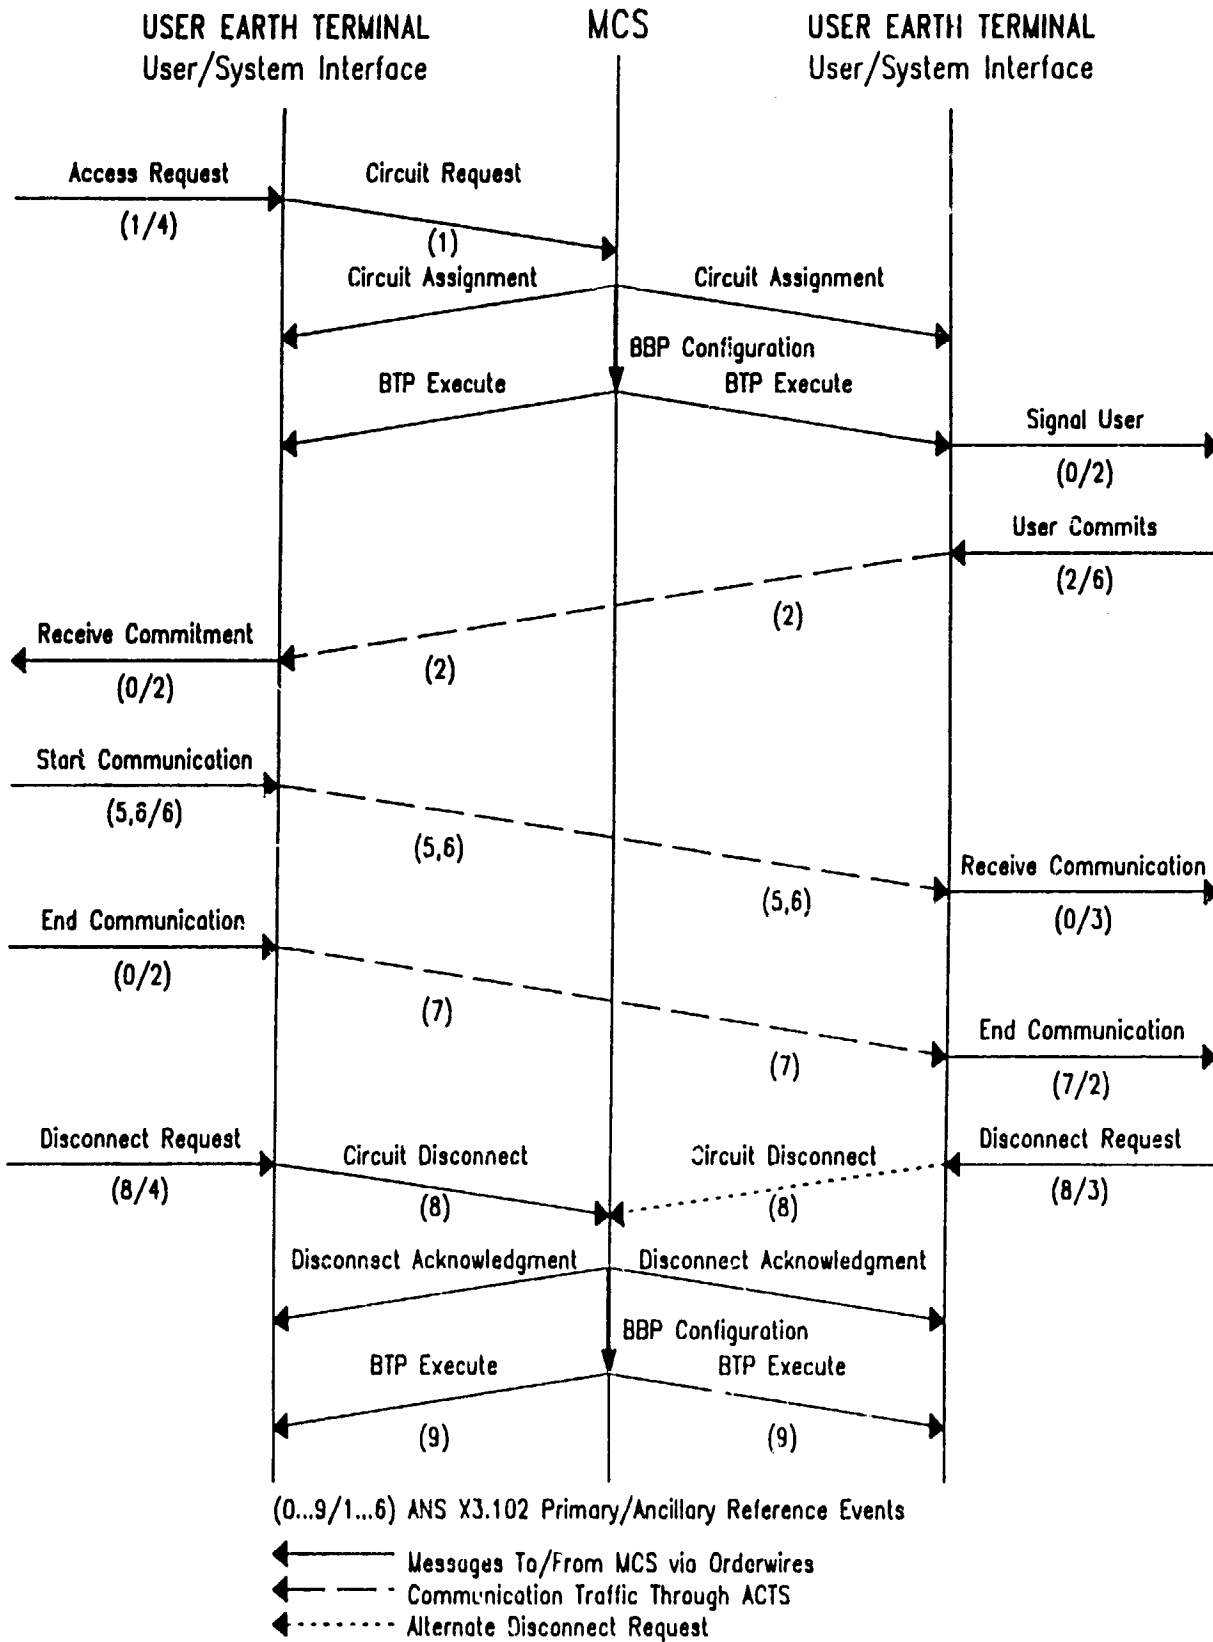 USER EARTH TERMINAL MCS USER EARTH TERMINAL
User/System Interface User/System Interface
Access Request Circuit Request
(1/4) (1)
Circuit Assignment Circuit Assignment
BBP Configuration
BTP Execute BTP Execute
Signal User
(0/2)
User Commits
(2/6)
(2)
Receive Commitment
(0/2) (2)
Start Communication
(5,6/6) (5,6)
Receive Communication
(5,6) (0/3)
End Communication
(0/2) (7)
End Communication
(7) (7/2)
Disconnect Request Circuit Disconnect Circuit Disconnect Disconnect Request
(8/4) (8) (8) (8/3)
Disconnect Acknowledgment Disconnect Acknowledgment
BBP Configuration
BTP Execute BTP Execute
(9) (9)
(0...9/1...6) ANS X3.102 Primary/Ancillary Reference Events
Messages To/From MCS via Orderwires
Communication Traffic Through ACTS
Alternate Disconnect Request